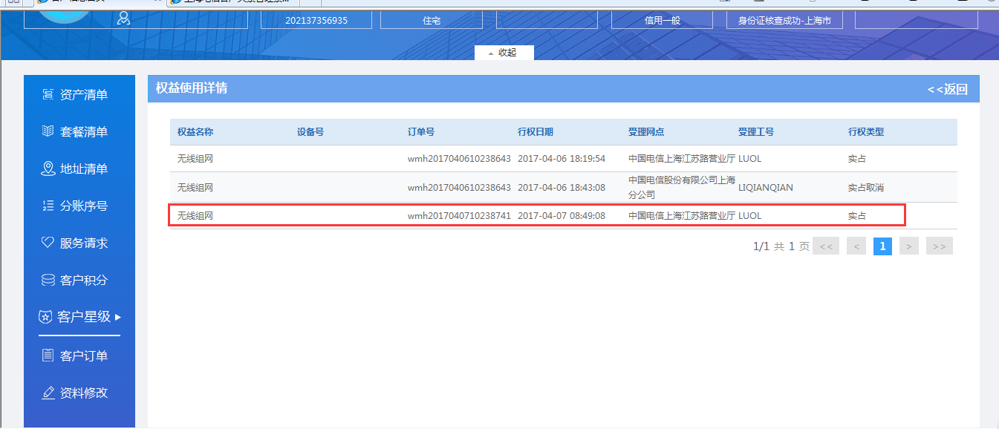 202137356935 住宅 信用一般 身份证核查成功-上海市
收起
资产清单
套餐清单
地址清单
分账序号
服务请求
客户积分
客户星级
客户订单
资料修改
权益使用详情 <<返回
权益名称 设备号 订单号 行权日期 受理网点 受理工号 行权类型
无线组网 wmh2017040610238643 2017-04-06 18:19:54 中国电信上海江苏路营业厅 LUOL 实占
无线组网 wmh2017040610238643 2017-04-06 18:43:08 中国电信股份有限公司上海
分公司 LIQIANQIAN 实占取消
无线组网 wmh2017040710238741 2017-04-07 08:49:08 中国电信上海江苏路营业厅 LUOL 实占
1/1 共 1 页 << < 1 > >>